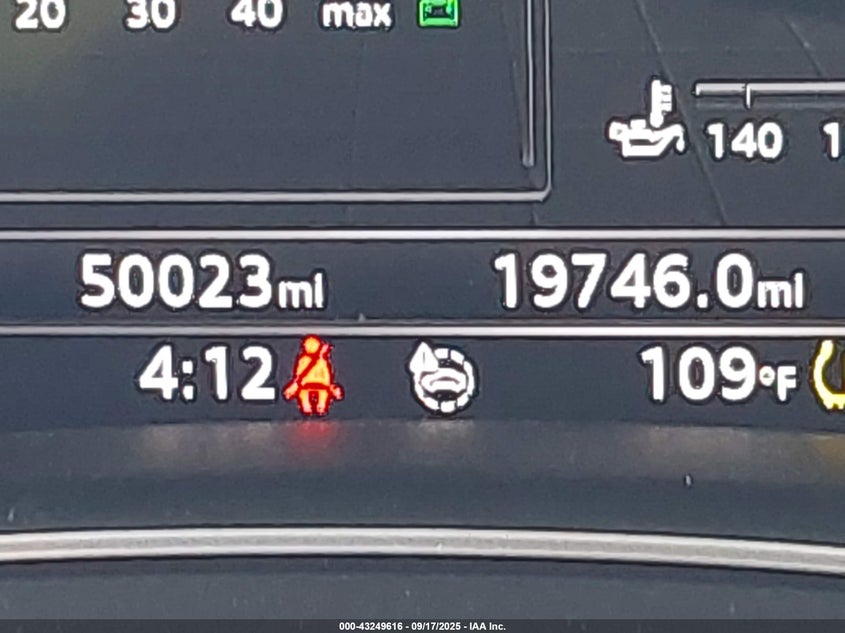 20 30 40 max
140
50023mi 19746.0mi
4:12 109°F
000-43249616 - 09/17/2025 - IAA Inc.